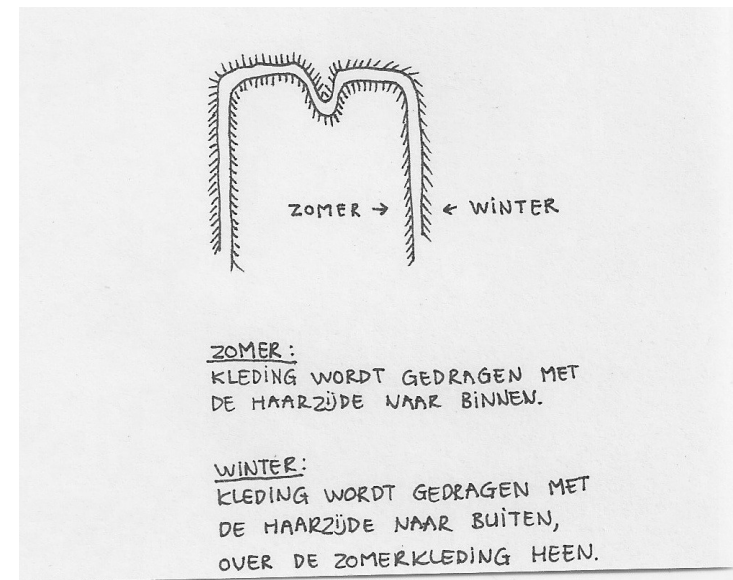 ZOMER → ← WINTER
ZOMER:
KLEDING WORDT GEDRAGEN MET
DE HAARZIJDE NAAR BINNEN.
WINTER:
KLEDING WORDT GEDRAGEN MET
DE HAARZIJDE NAAR BUITEN,
OVER DE ZOMERKLEDING HEEN.